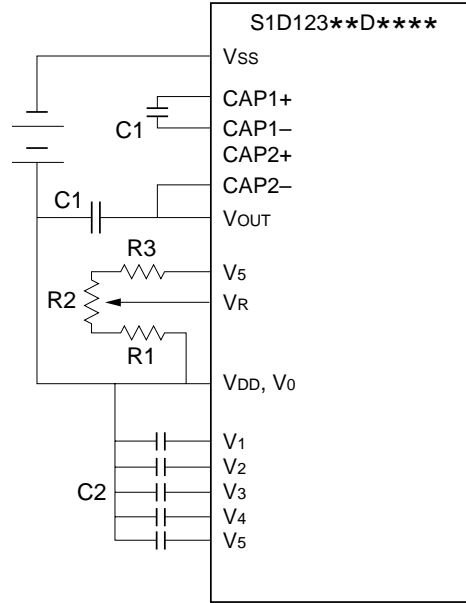 S1D123**D****
VSS
CAP1+
C1
CAP1–
CAP2+
CAP2–
C1
VOUT
R3
V5
R2
VR
R1
VDD, V0
V1
V2
C2
V3
V4
V5